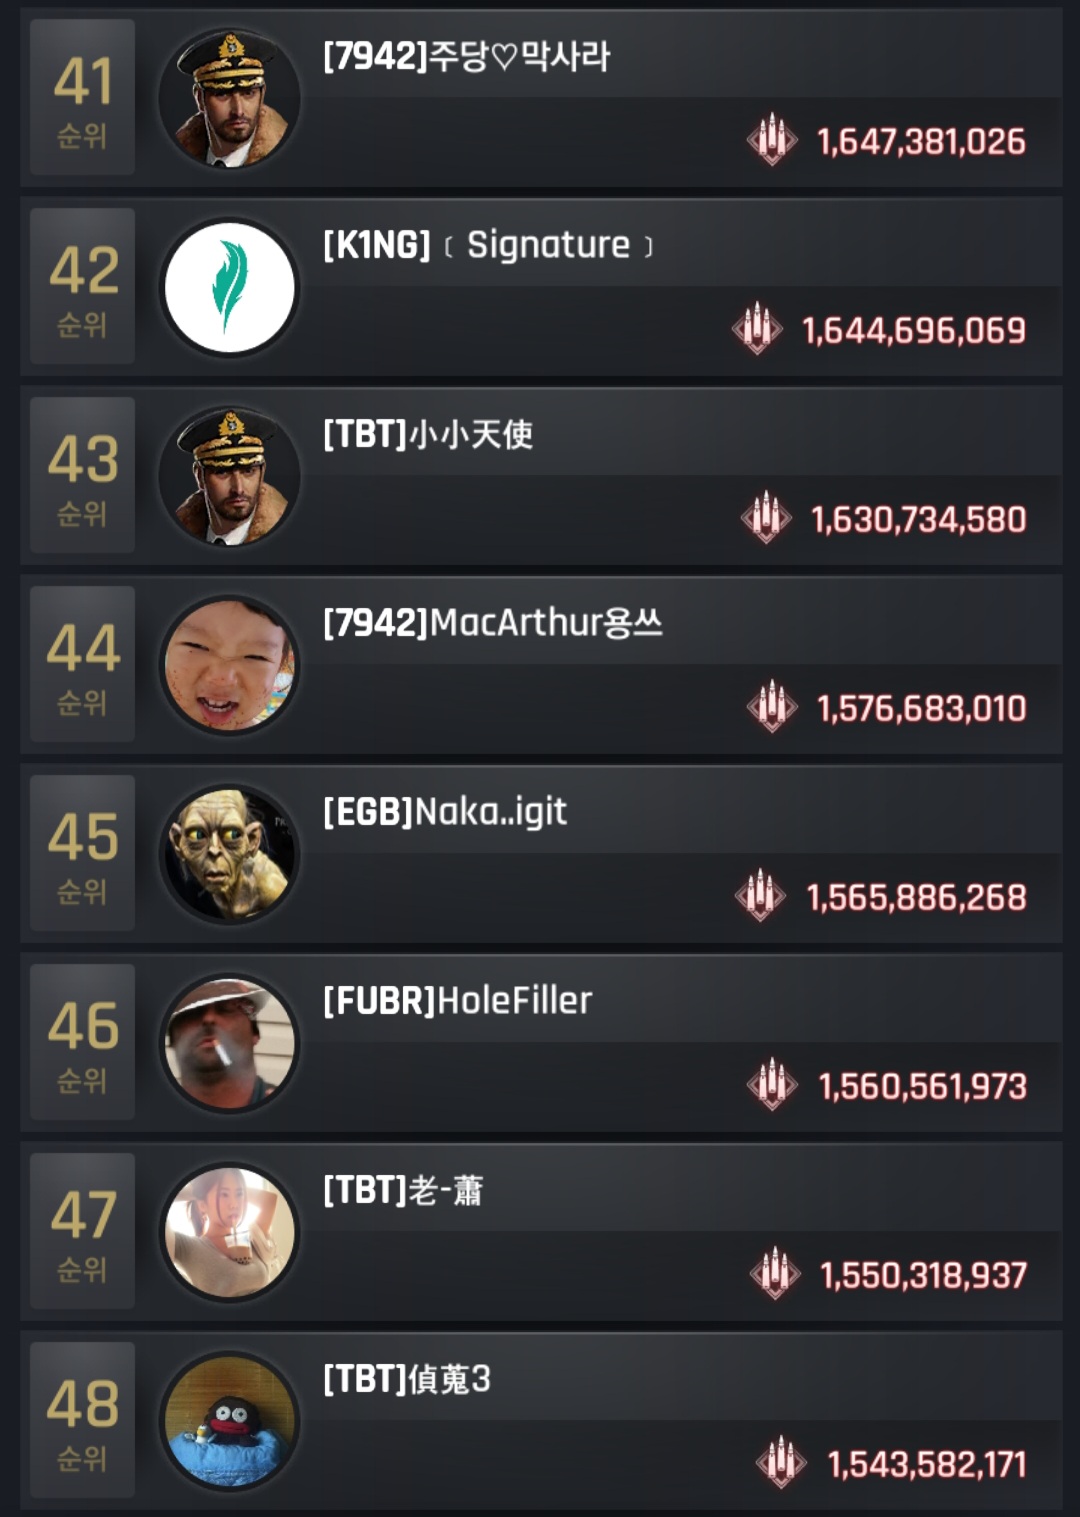 41
순위
[7942]주당♡막사라
1,647,381,026
42
순위
[K1NG]﹝Signature﹞
1,644,696,069
43
순위
[TBT]小小天使
1,630,734,580
44
순위
[7942]MacArthur용쓰
1,576,683,010
45
순위
[EGB]Naka..igit
1,565,886,268
46
순위
[FUBR]HoleFiller
1,560,561,973
47
순위
[TBT]老-蕭
1,550,318,937
48
순위
[TBT]偵蒐3
1,543,582,171